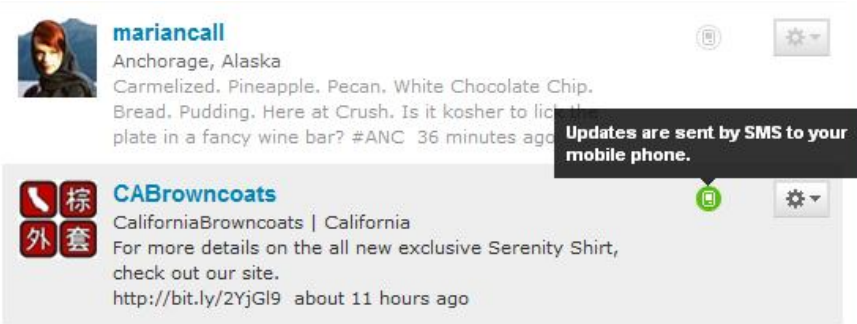 mariancall
Anchorage, Alaska
Carmelized. Pineapple. Pecan. White Chocolate Chip.
Bread. Pudding. Here at Crush. Is it kosher to lick the
plate in a fancy wine bar? #ANC 36 minutes ago
Updates are sent by SMS to your
mobile phone.
棕
外套
CABrowncoats
CaliforniaBrowncoats | California
For more details on the all new exclusive Serenity Shirt,
check out our site.
http://bit.ly/2YjGl9 about 11 hours ago